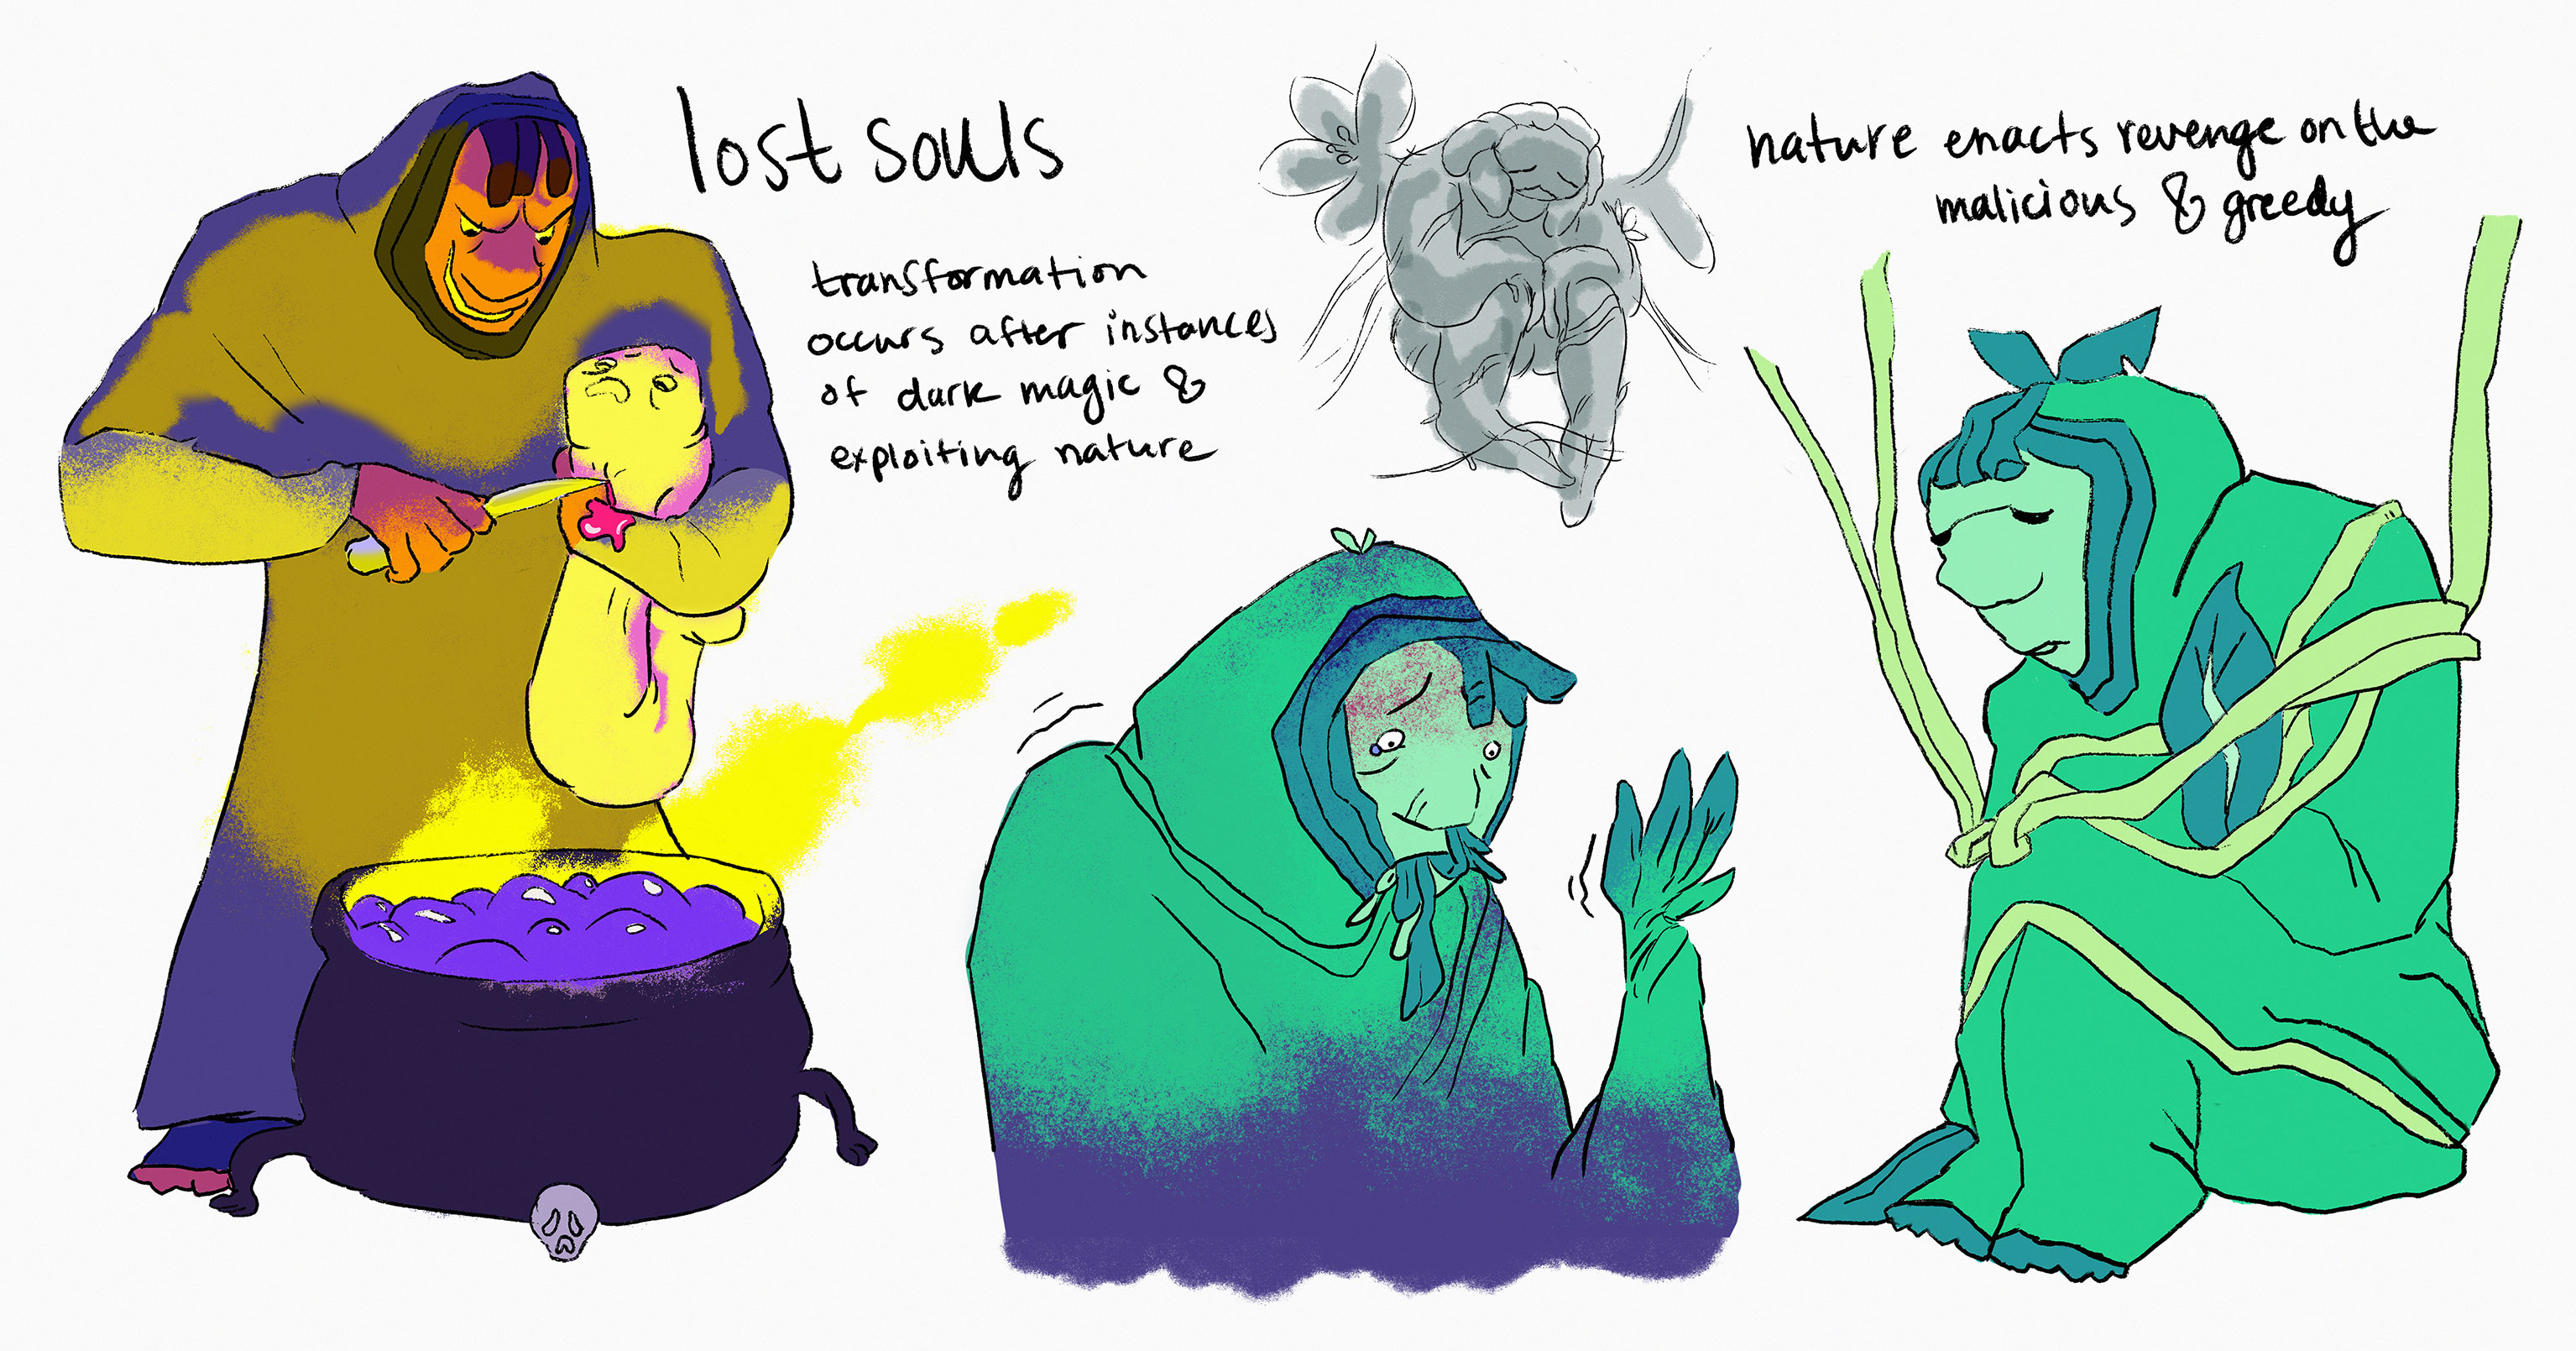 lost souls
transformation
occurs after instances
of dark magic &
exploiting nature
nature enacts revenge on the
malicious & greedy